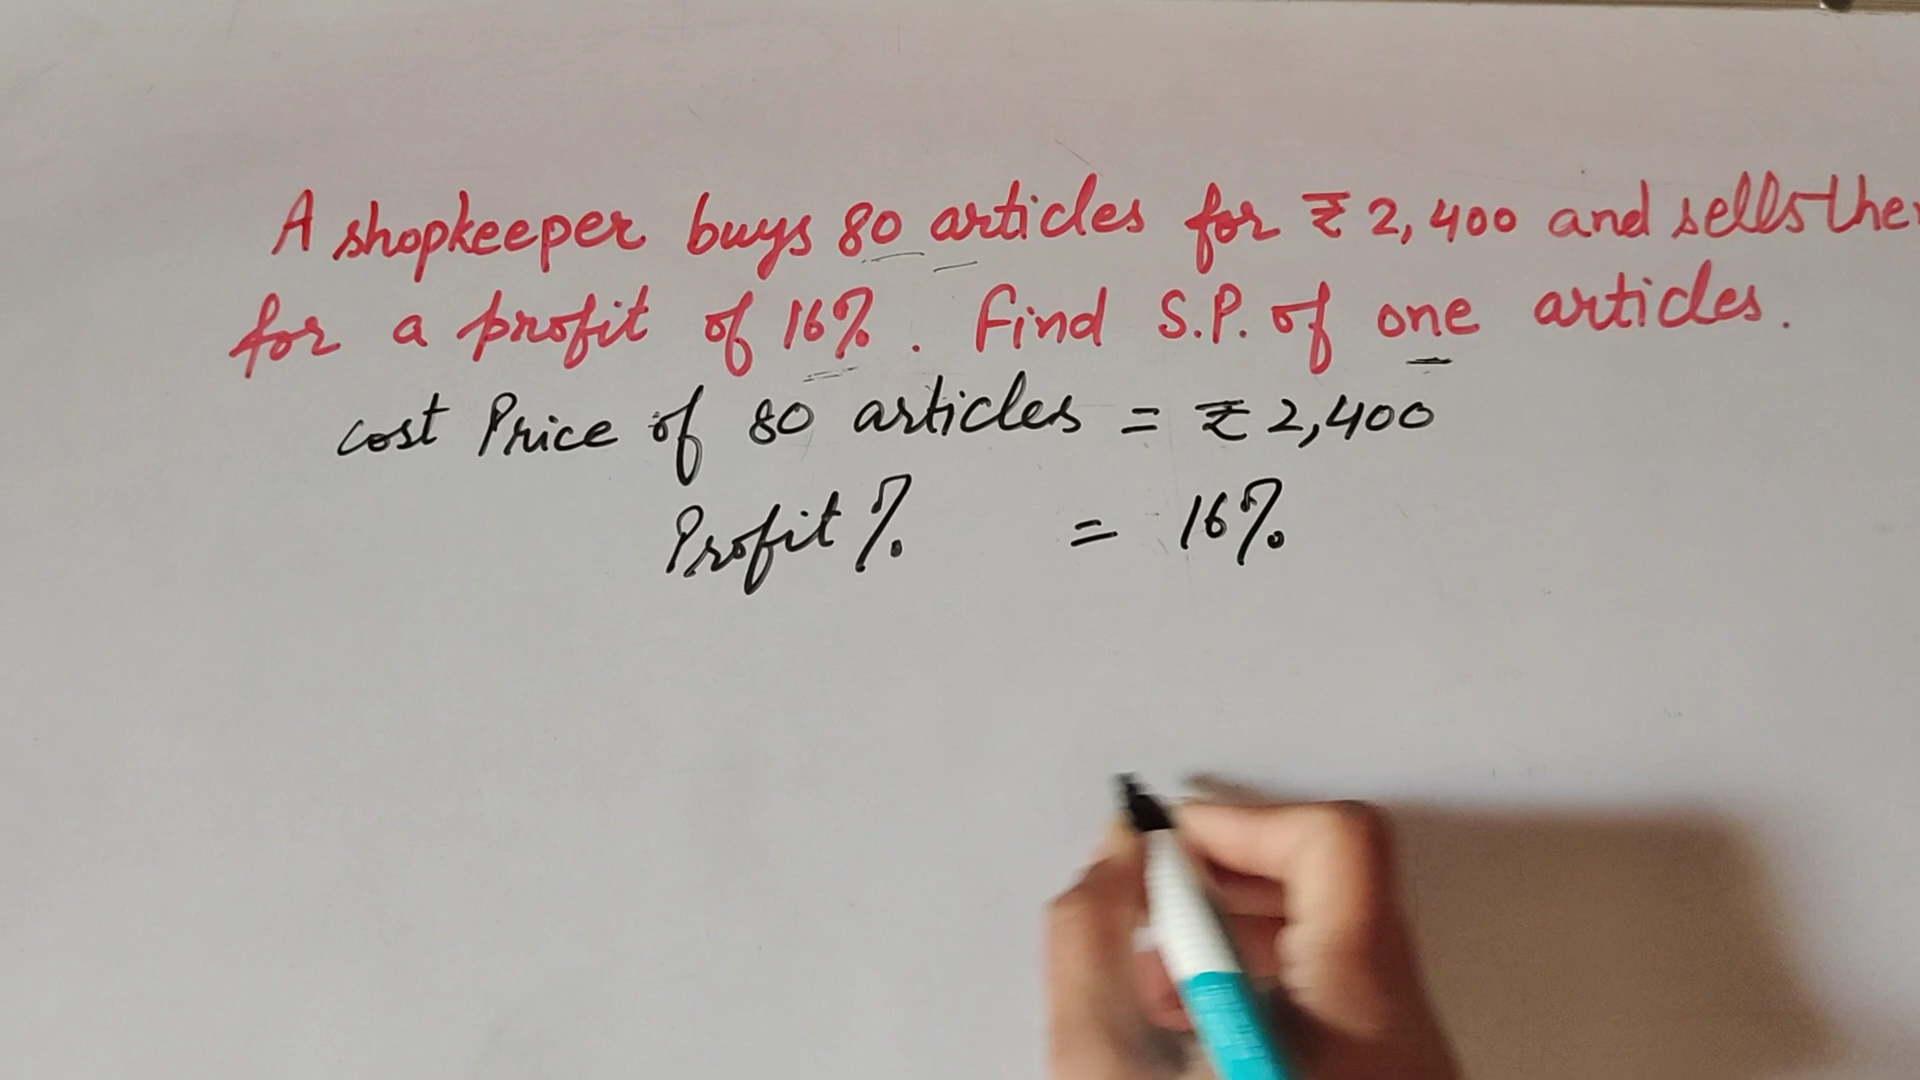 A shopkeeper buys 80 articles for ₹ 2,400 and sells the
for a profit of 16%. Find S.P. of one articles.
cost Price of 80 articles = ₹ 2,400
Profit % = 16%